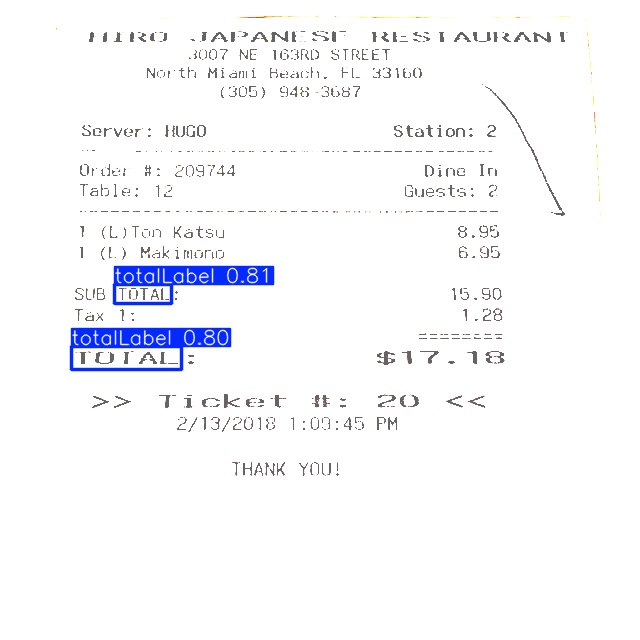 HIRO JAPANESE RESTAURANT
3007 NE 163RD STREET
North Miami Beach, FL 33160
(305) 948-3687
Server: HUGO Station: 2
Order #: 209744 Dine In
Table: 12 Guests: 2
1 (L)Ton Katsu 8.95
1 (L) Makimono 6.95
totalLabel 0.81
SUB TOTAL: 15.90
Tax 1: 1.28
totalLabel 0.80
========
TOTAL: $17.18
>> Ticket #: 20 <<
2/13/2018 1:09:45 PM
THANK YOU!